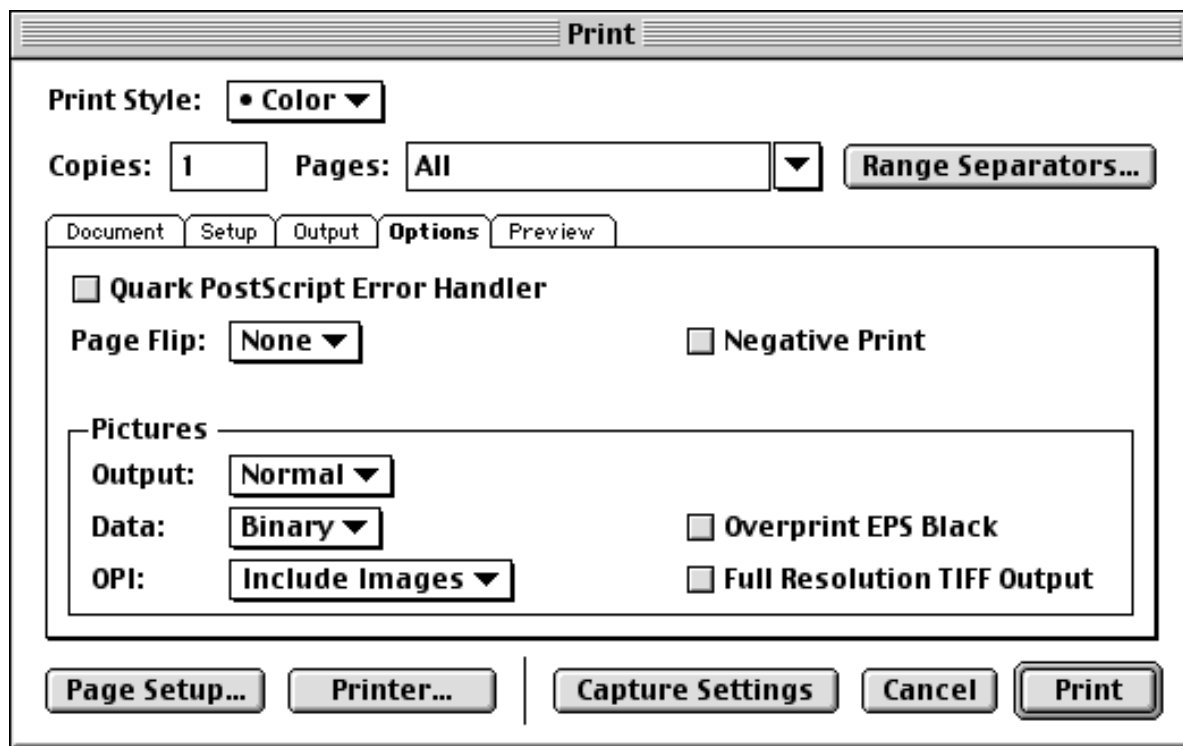 Print
Print Style: • Color
Copies: 1 Pages: All Range Separators...
Document Setup Output Options Preview
Quark PostScript Error Handler
Page Flip: None Negative Print
Pictures
Output: Normal
Data: Binary Overprint EPS Black
OPI: Include Images Full Resolution TIFF Output
Page Setup... Printer... Capture Settings Cancel Print